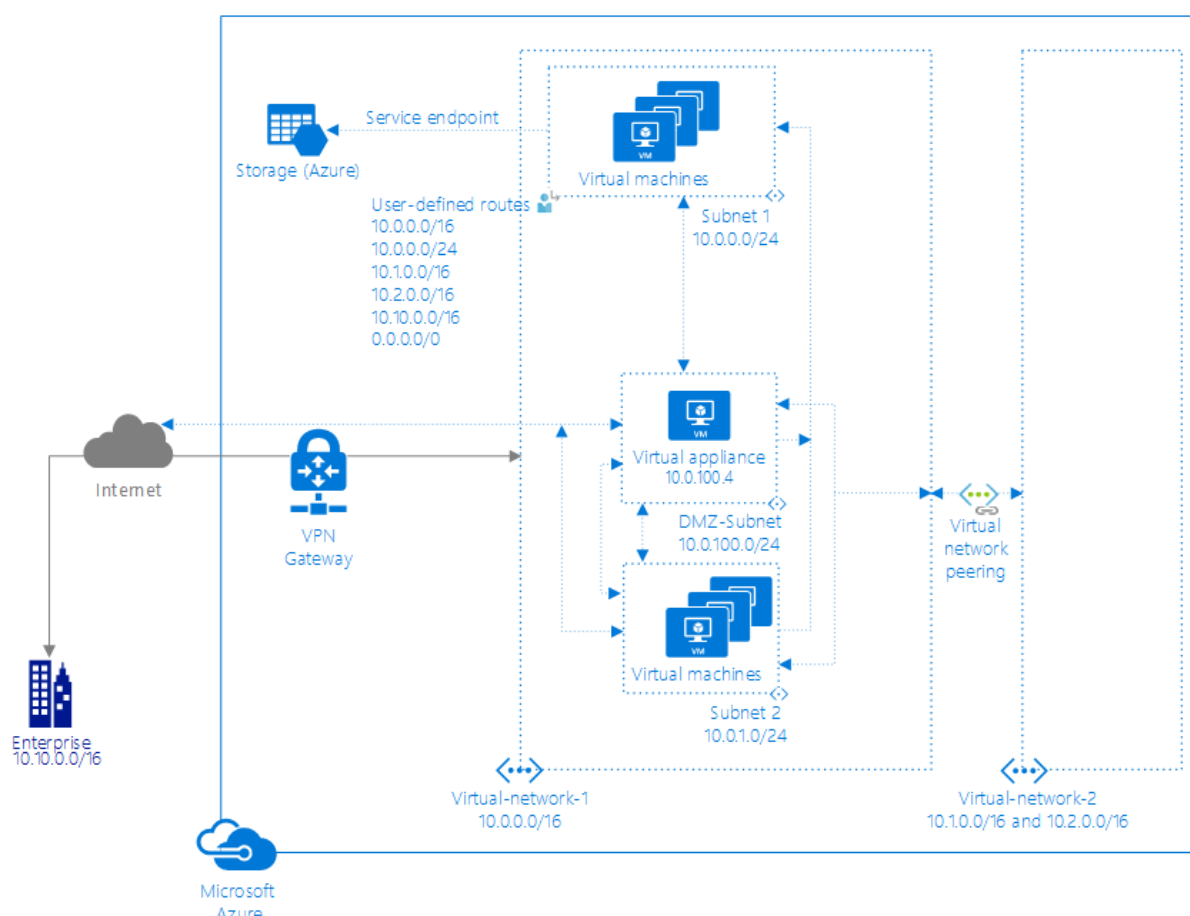 Service endpoint
Storage (Azure)
VM
Virtual machines
User-defined routes
10.0.0.0/16
10.0.0.0/24
10.1.0.0/16
10.2.0.0/16
10.10.0.0/16
0.0.0.0/0
Subnet 1
10.0.0.0/24
VM
Virtual appliance
10.0.100.4
Internet
VPN
Gateway
DMZ-Subnet
10.0.100.0/24
Virtual
network
peering
VM
Virtual machines
Subnet 2
10.0.1.0/24
Enterprise
10.10.0.0/16
Virtual-network-1
10.0.0.0/16
Virtual-network-2
10.1.0.0/16 and 10.2.0.0/16
Microsoft
Azure